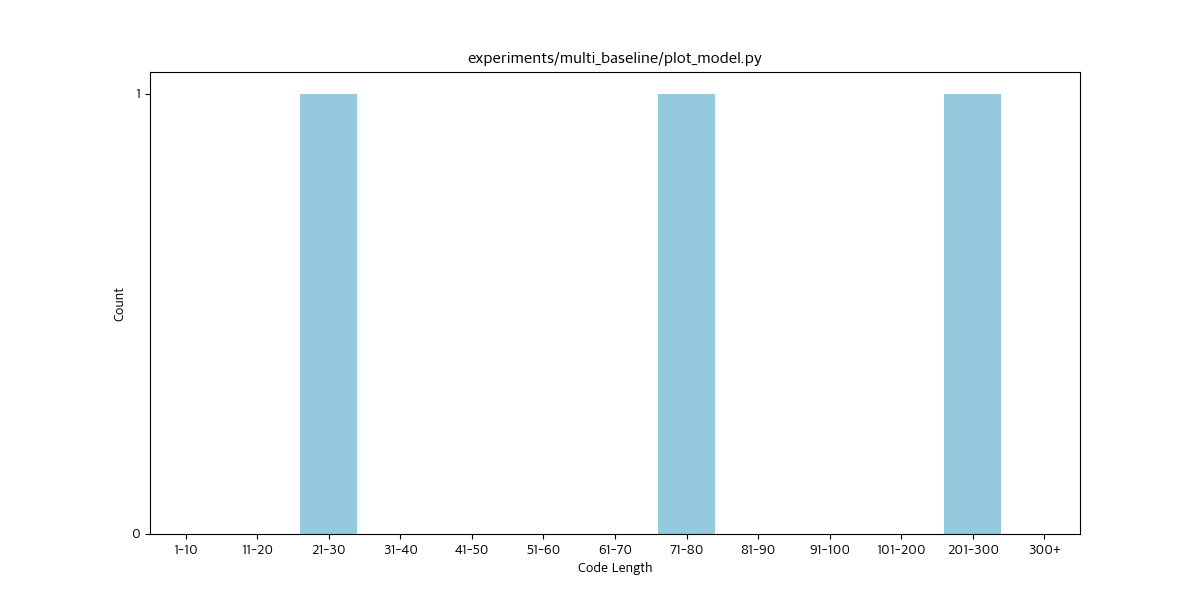 experiments/multi_baseline/plot_model.py
1
Count
0
1-10 11-20 21-30 31-40 41-50 51-60 61-70 71-80 81-90 91-100 101-200 201-300 300+
Code Length